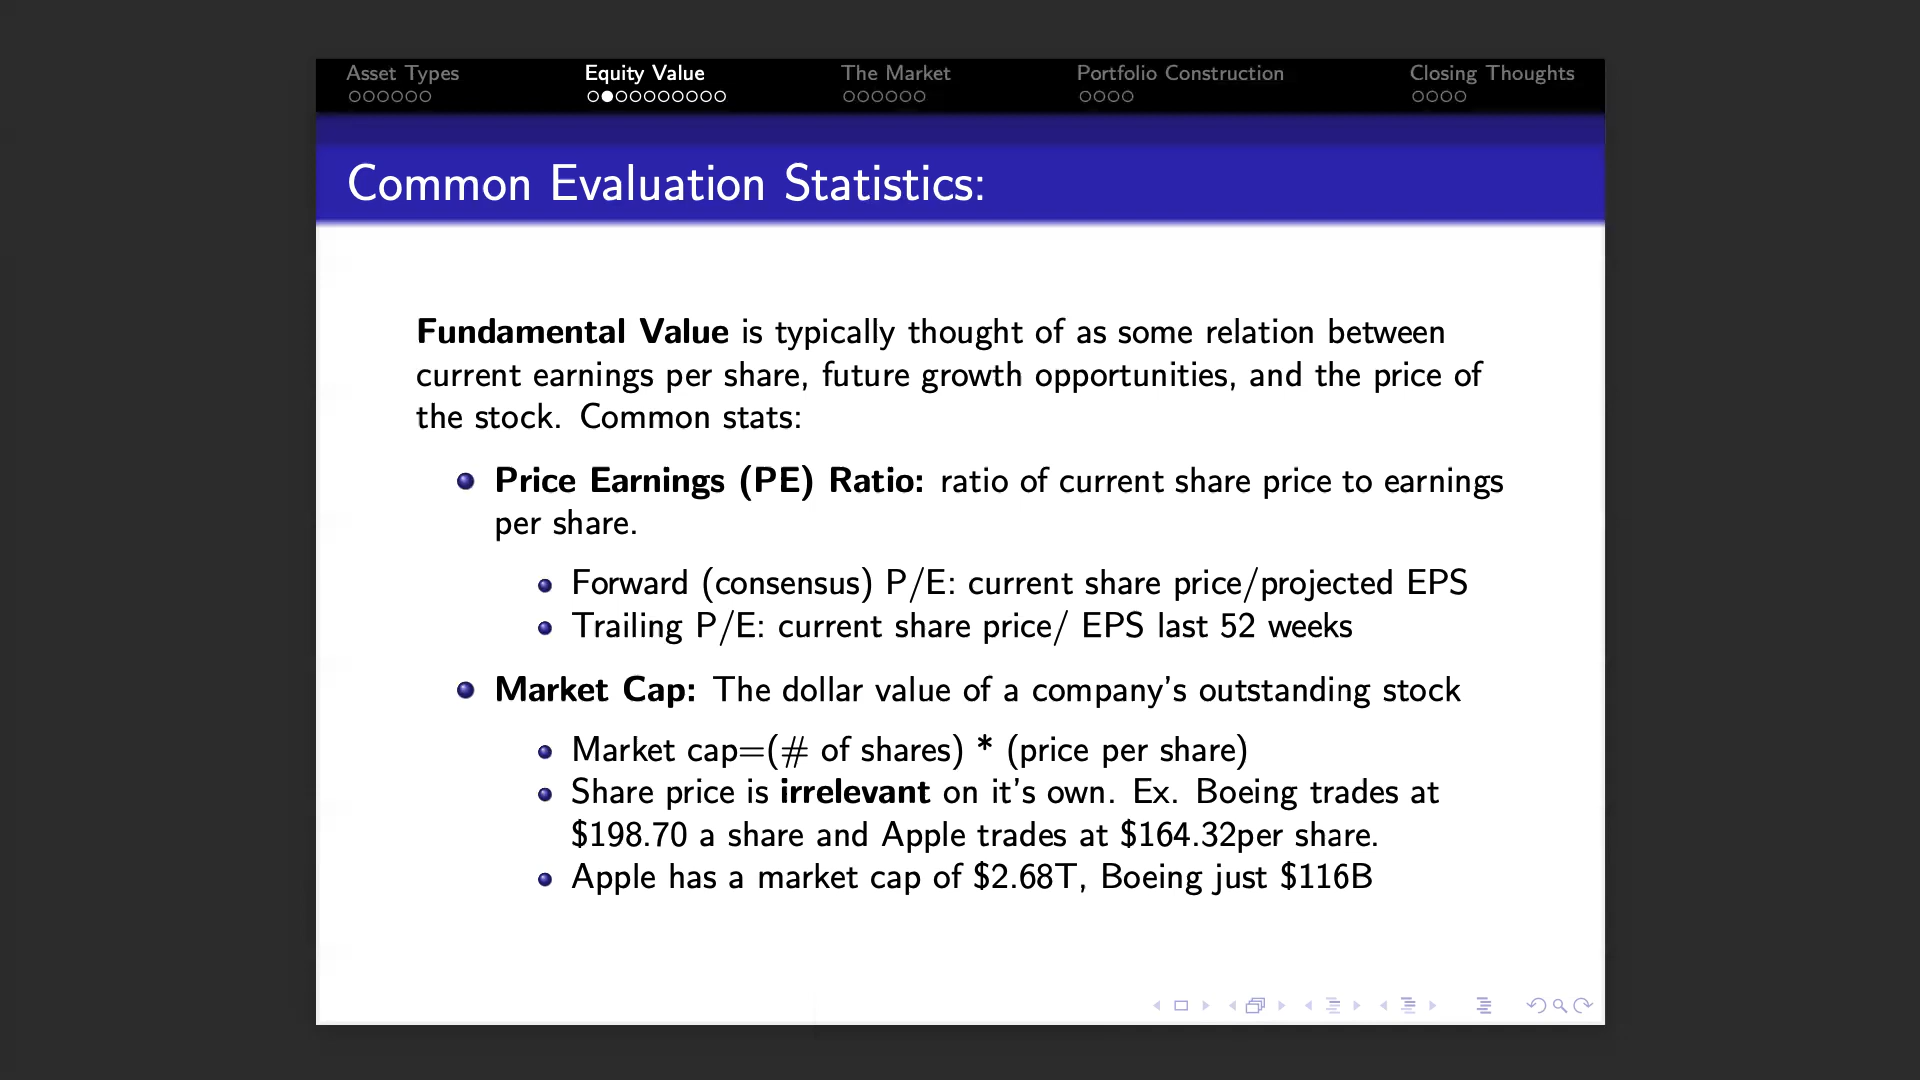 Asset Types Equity Value The Market Portfolio Construction Closing Thoughts
Common Evaluation Statistics:
Fundamental Value is typically thought of as some relation between
current earnings per share, future growth opportunities, and the price of
the stock. Common stats:
Price Earnings (PE) Ratio: ratio of current share price to earnings
per share.
Forward (consensus) P/E: current share price/projected EPS
Trailing P/E: current share price/ EPS last 52 weeks
Market Cap: The dollar value of a company's outstanding stock
Market cap=(# of shares) * (price per share)
Share price is irrelevant on it's own. Ex. Boeing trades at
$198.70 a share and Apple trades at $164.32per share.
Apple has a market cap of $2.68T, Boeing just $116B